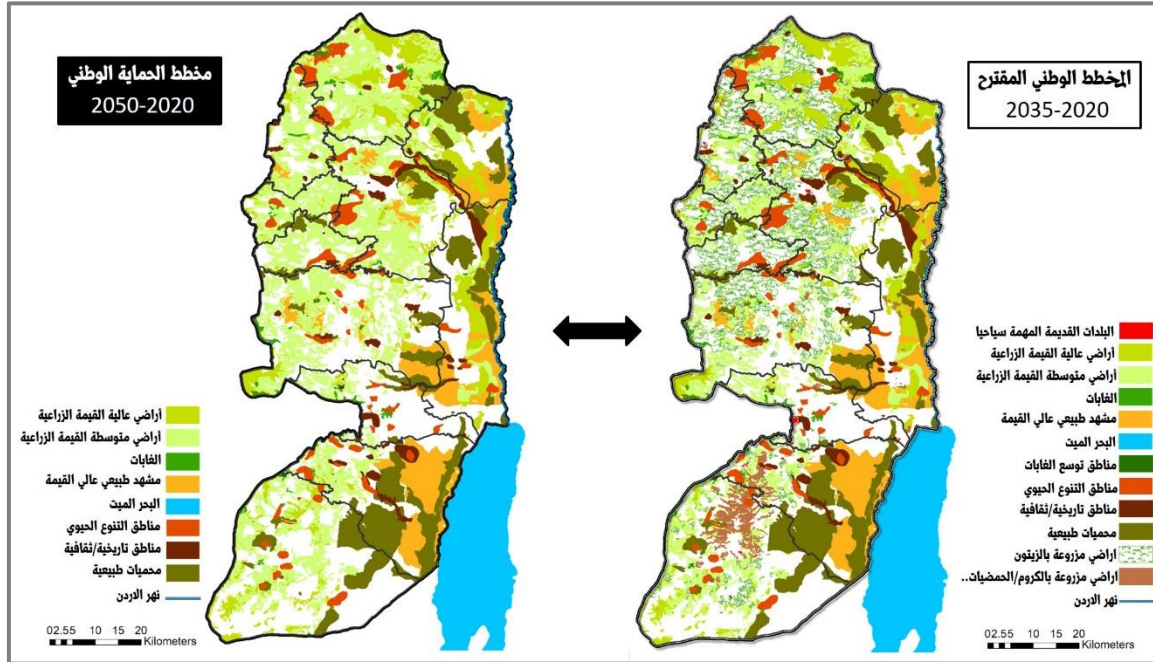 مخطط الحماية الوطني
2050-2020
المخطط الوطني المقترح
2035-2020
أراضي عالية القيمة الزراعية
أراضي متوسطة القيمة الزراعية
الغابات
مشهد طبيعي عالي القيمة
البحر الميت
مناطق التنوع الحيوي
مناطق تاريخية/ثقافية
محميات طبيعية
نهر الاردن
02.55 10 15 20
Kilometers
البلدات القديمة المهمة سياحيا
أراضي عالية القيمة الزراعية
أراضي متوسطة القيمة الزراعية
الغابات
مشهد طبيعي عالي القيمة
البحر الميت
مناطق توسع الغابات
مناطق التنوع الحيوي
مناطق تاريخية/ثقافية
محميات طبيعية
اراضي مزروعة بالزيتون
اراضي مزروعة بالكروم/الحمضيات..
نهر الاردن
02.55 10 15 20
Kilometers